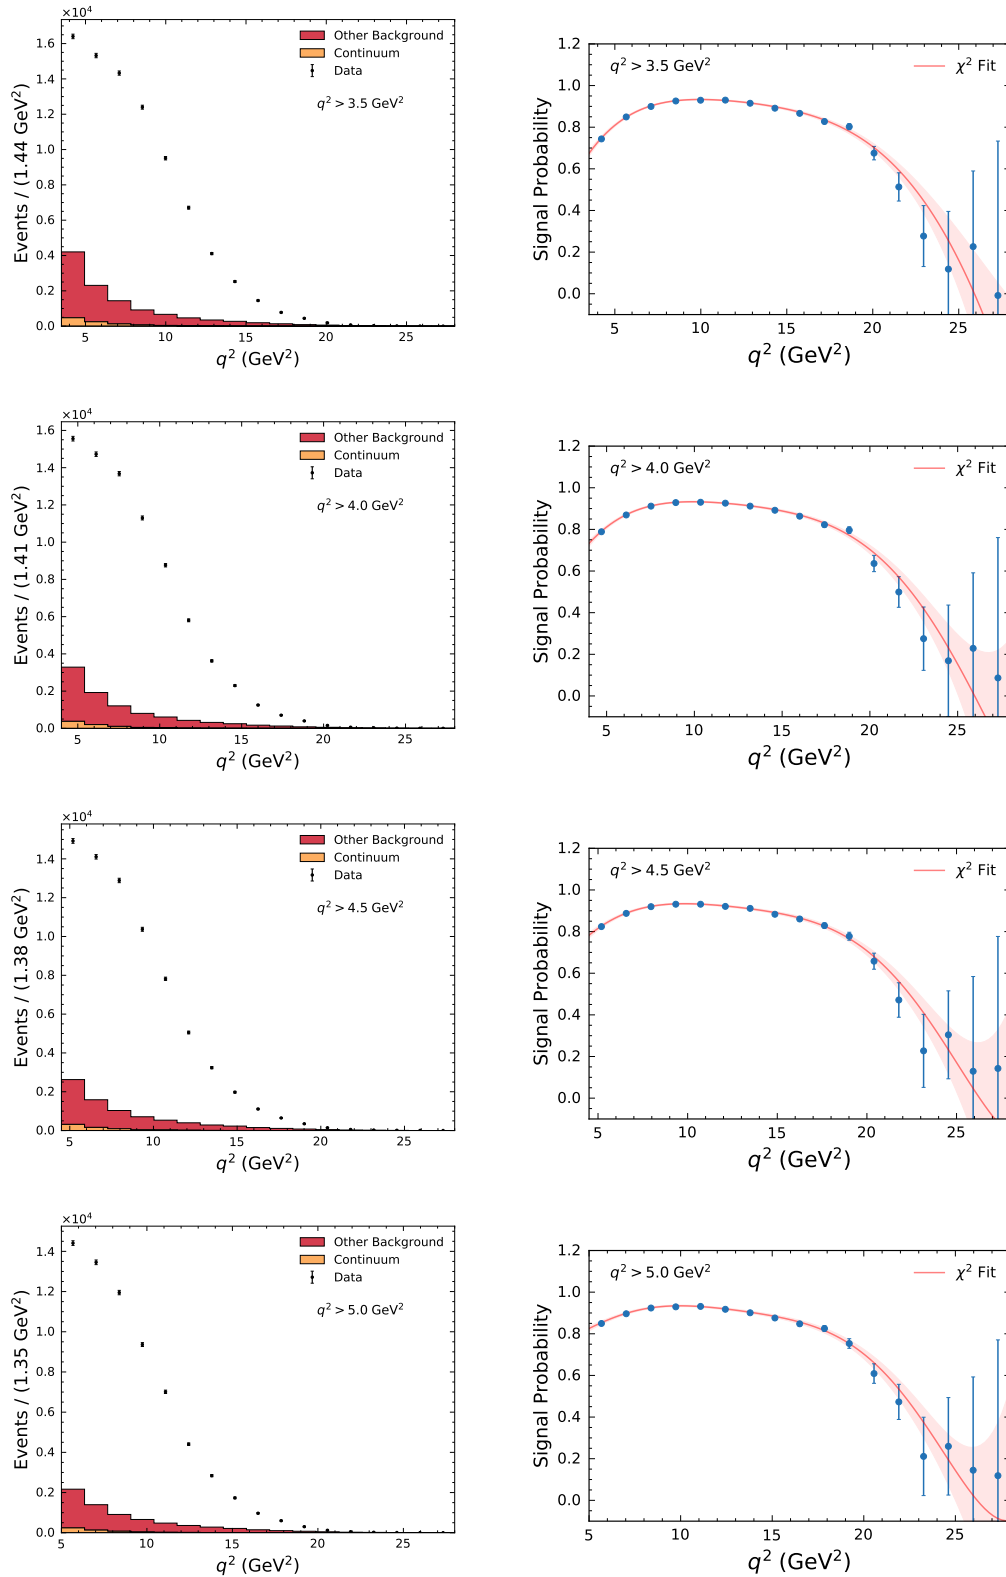 ×10⁴
1.6
1.4
1.2
1.0
0.8
0.6
0.4
0.2
0.0
Events / (1.44 GeV²)
5 10 15 20 25
q² (GeV²)
Other Background
Continuum
Data
q² > 3.5 GeV²
1.2
1.0
0.8
0.6
0.4
0.2
0.0
Signal Probability
q² > 3.5 GeV²
χ² Fit
5 10 15 20 25
q² (GeV²)
×10⁴
1.6
1.4
1.2
1.0
0.8
0.6
0.4
0.2
0.0
Events / (1.41 GeV²)
5 10 15 20 25
q² (GeV²)
Other Background
Continuum
Data
q² > 4.0 GeV²
1.2
1.0
0.8
0.6
0.4
0.2
0.0
Signal Probability
q² > 4.0 GeV²
χ² Fit
5 10 15 20 25
q² (GeV²)
×10⁴
1.4
1.2
1.0
0.8
0.6
0.4
0.2
0.0
Events / (1.38 GeV²)
5 10 15 20 25
q² (GeV²)
Other Background
Continuum
Data
q² > 4.5 GeV²
1.2
1.0
0.8
0.6
0.4
0.2
0.0
Signal Probability
q² > 4.5 GeV²
χ² Fit
5 10 15 20 25
q² (GeV²)
×10⁴
1.4
1.2
1.0
0.8
0.6
0.4
0.2
0.0
Events / (1.35 GeV²)
5 10 15 20 25
q² (GeV²)
Other Background
Continuum
Data
q² > 5.0 GeV²
1.2
1.0
0.8
0.6
0.4
0.2
0.0
Signal Probability
q² > 5.0 GeV²
χ² Fit
5 10 15 20 25
q² (GeV²)